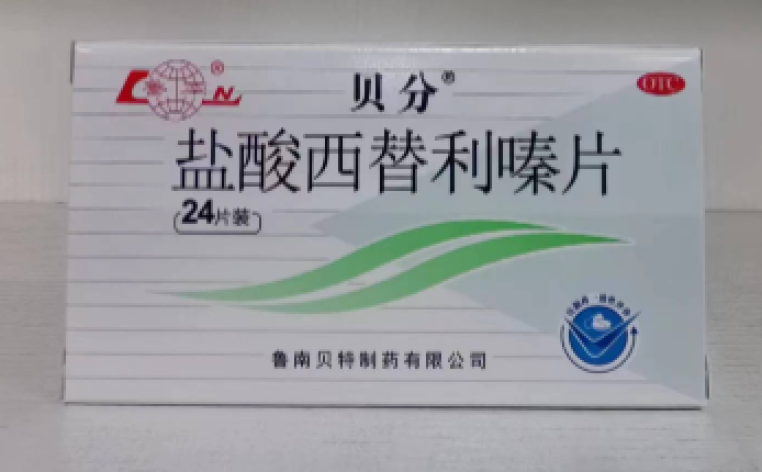 贝分®
OTC
盐酸西替利嗪片
24片装
鲁南贝特制药有限公司